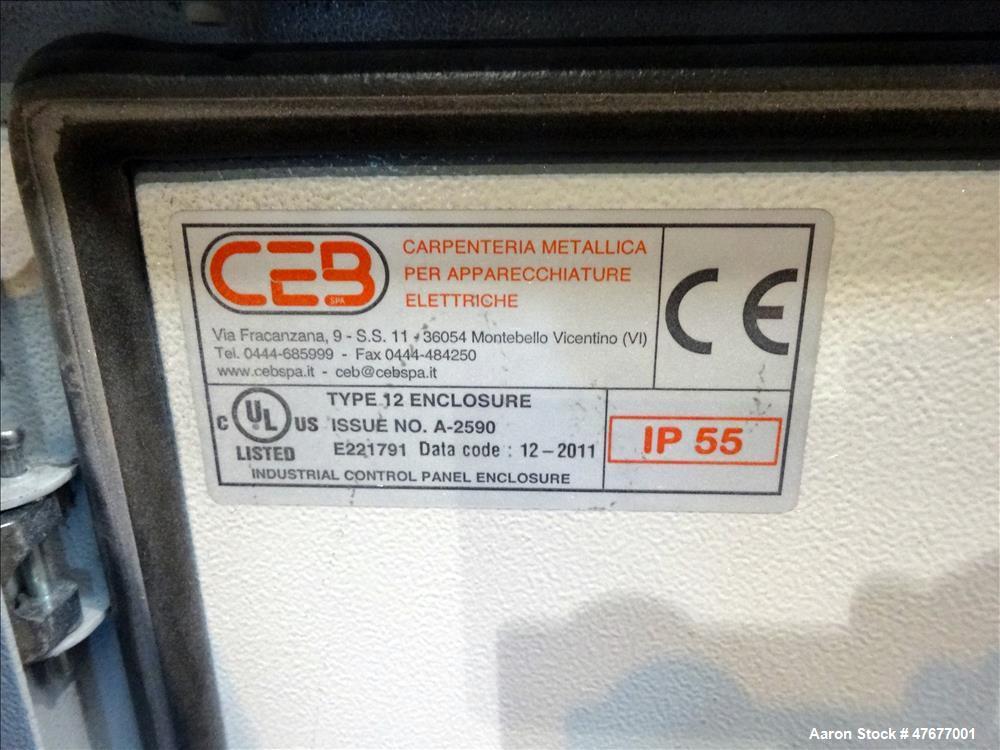 CEB
SPA
CARPENTERIA METALLICA
PER APPARECCHIATURE
ELETTRICHE
CE
Via Fracanzana, 9 - S.S. 11 - 36054 Montebello Vicentino (VI)
Tel. 0444-685999 - Fax 0444-484250
www.cebspa.it - ceb@cebspa.it
C UL US
LISTED
TYPE 12 ENCLOSURE
ISSUE NO. A-2590
E221791 Data code : 12-2011
INDUSTRIAL CONTROL PANEL ENCLOSURE
IP 55
Aaron Stock # 47677001